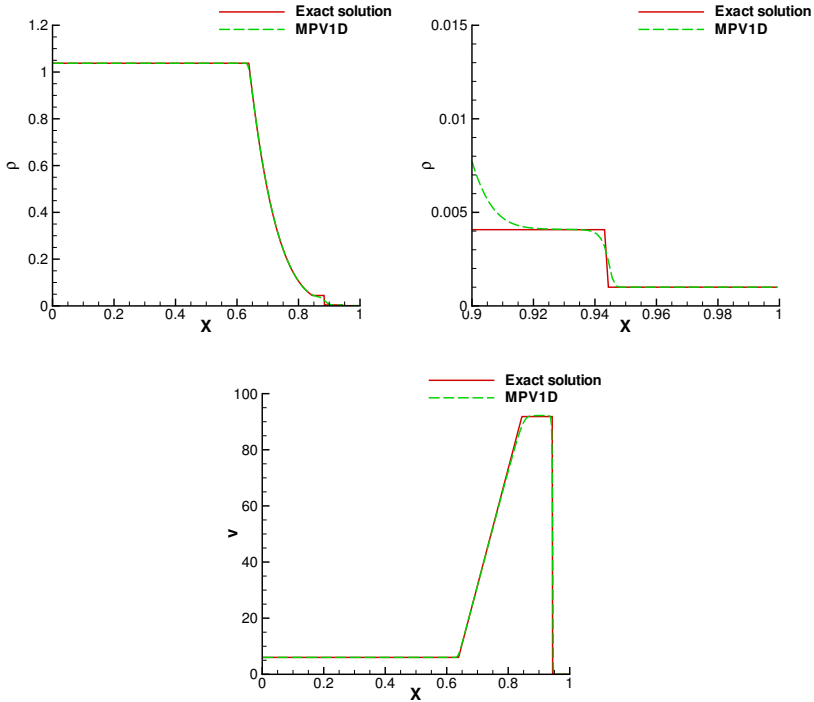 Exact solution
MPV1D
1.2
1
0.8
0.6
0.4
0.2
0
ρ
0 0.2 0.4 0.6 0.8 1
X
Exact solution
MPV1D
0.015
0.01
0.005
0
ρ
0.9 0.92 0.94 0.96 0.98 1
X
Exact solution
MPV1D
100
80
60
40
20
0
v
0 0.2 0.4 0.6 0.8 1
X